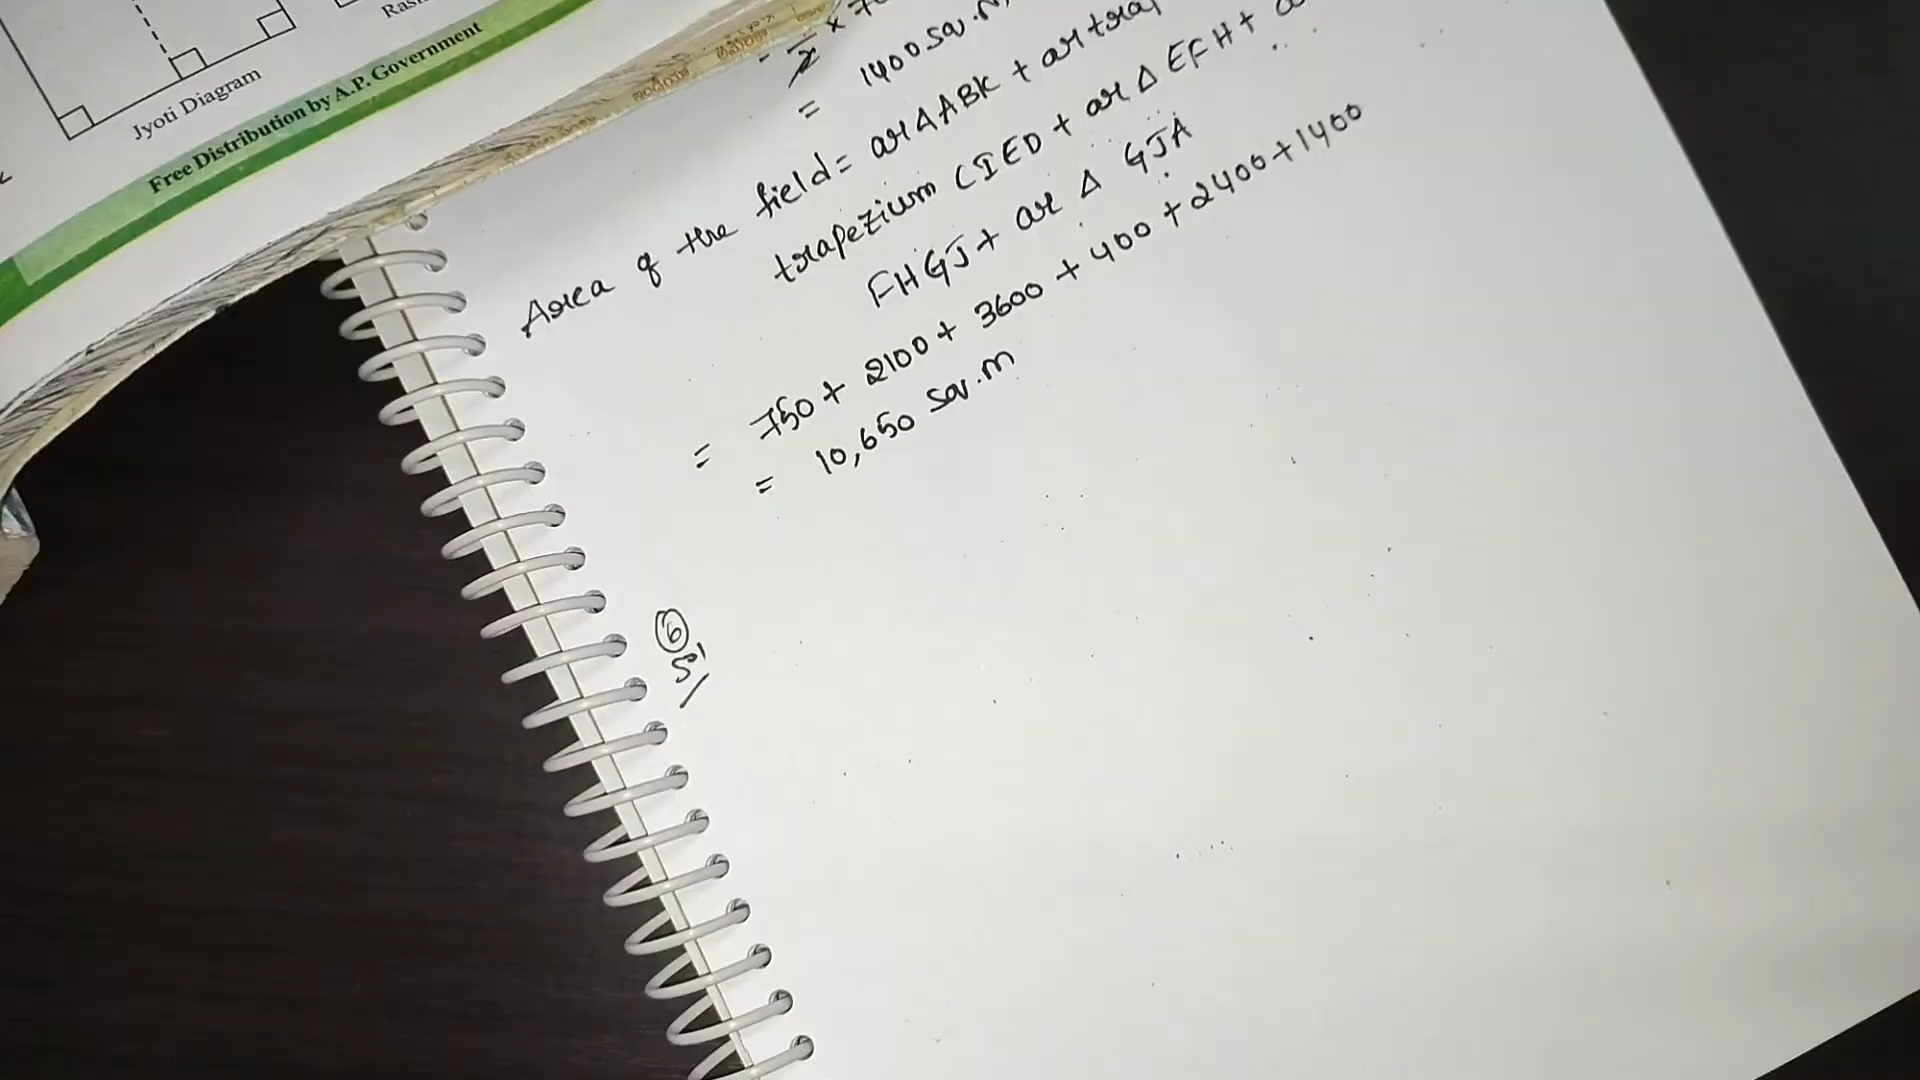 Jyoti Diagram
Free Distribution by A.P. Government
= 1400 Sq.m
Area of the field = ar Δ ABK + ar trap
trapezium CIED + ar Δ EFH +
FHGJ + ar Δ GJA
= 750 + 2100 + 3600 + 400 + 2400 + 1400
= 10,650 Sq.m
6